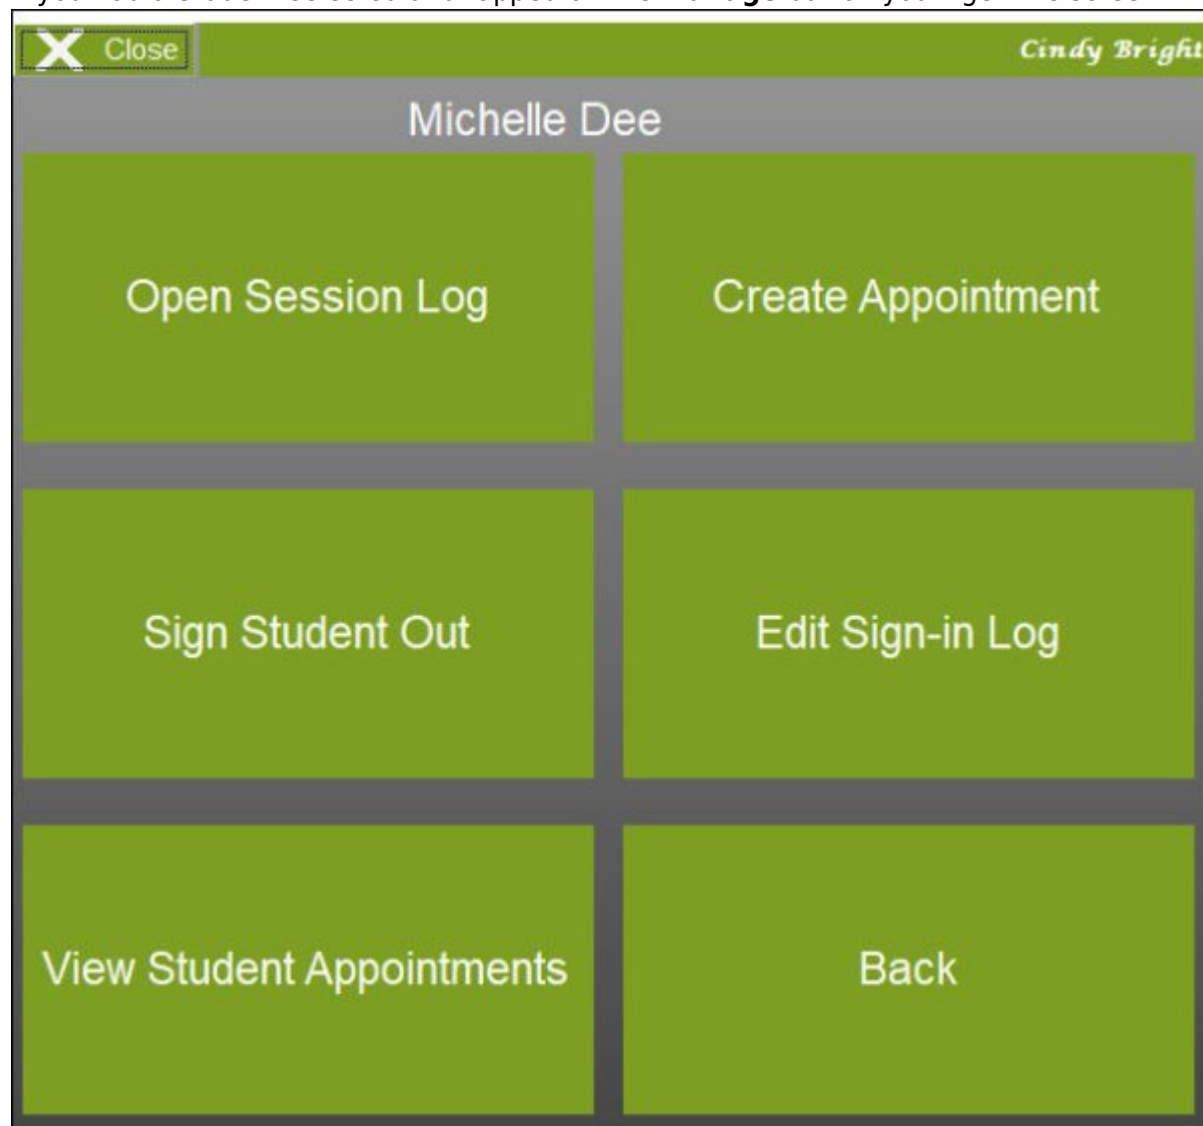 Close
Cindy Bright
Michelle Dee
Open Session Log
Create Appointment
Sign Student Out
Edit Sign-in Log
View Student Appointments
Back